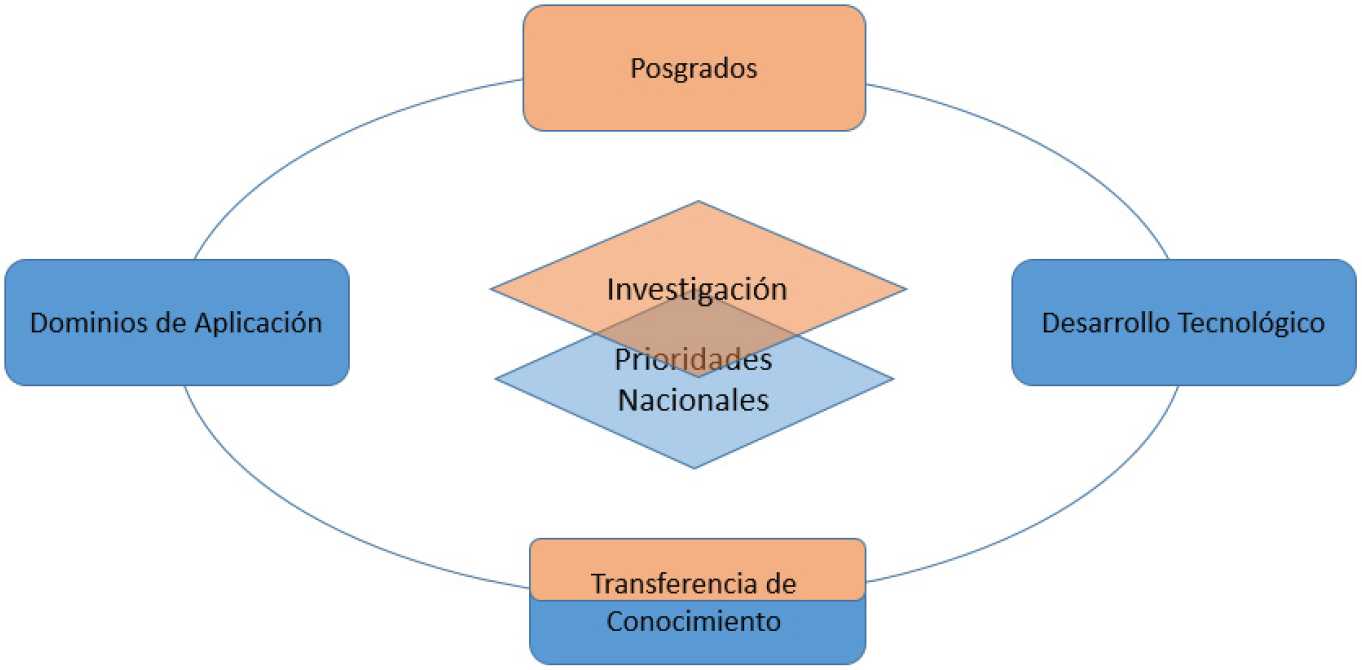 Posgrados
Investigación
Dominios de Aplicación
Desarrollo Tecnológico
Prioridades
Nacionales
Transferencia de
Conocimiento